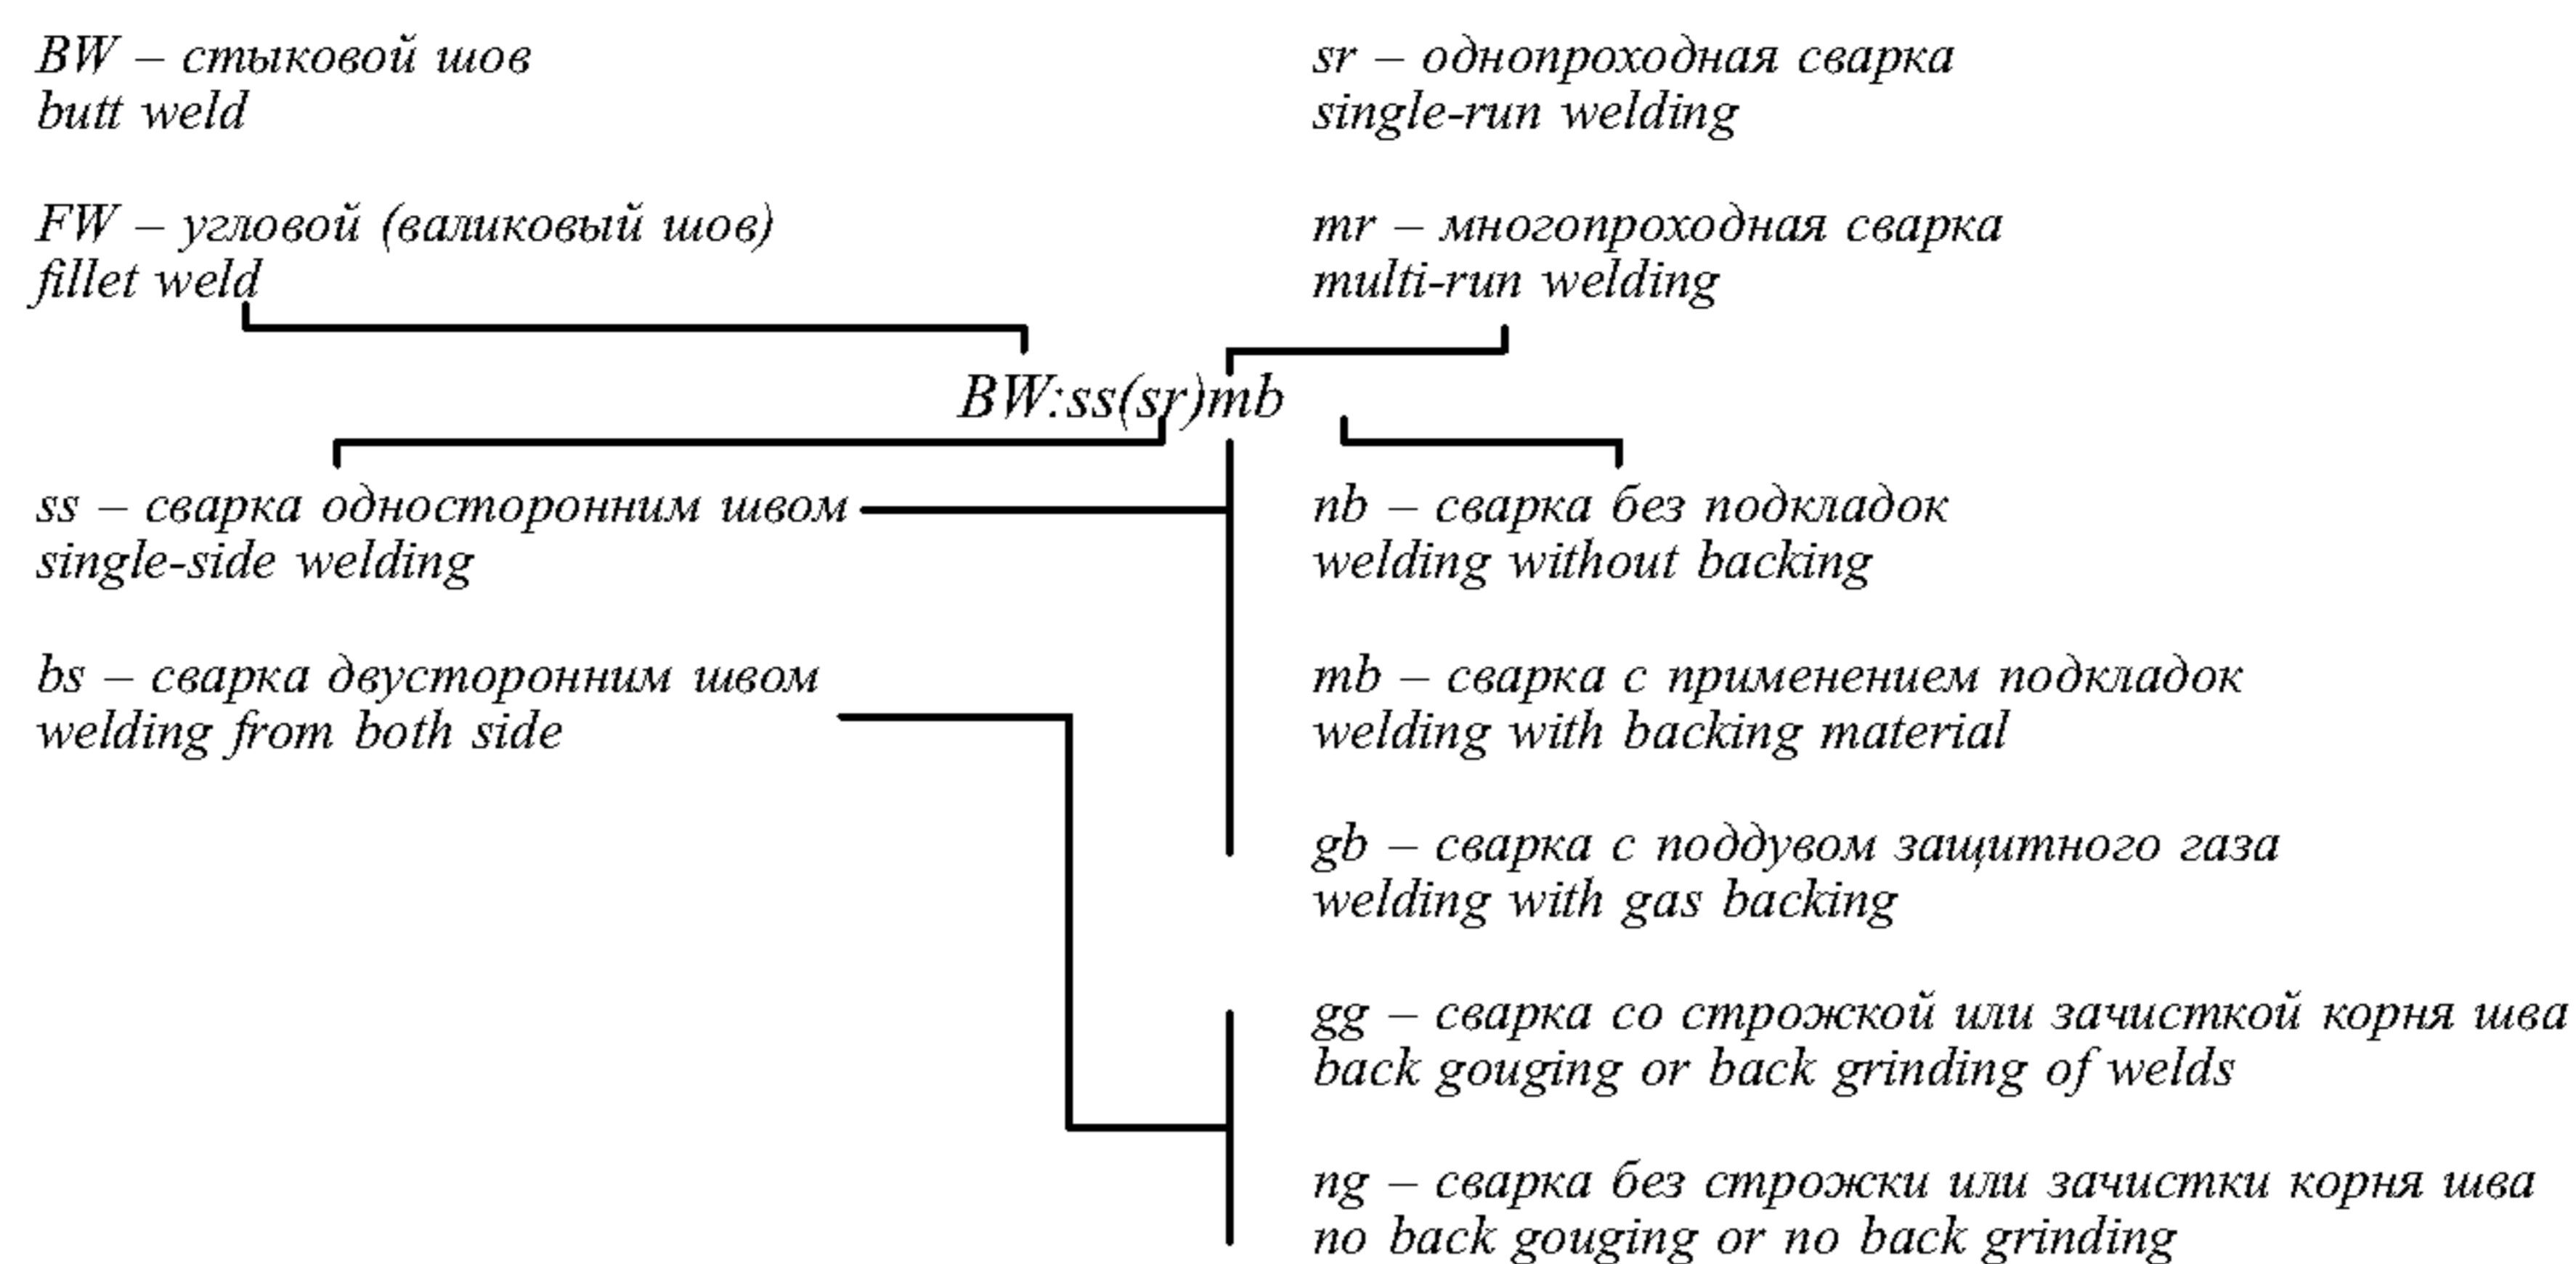 BW – стыковой шов
butt weld
FW – угловой (валиковый шов)
fillet weld
sr – однопроходная сварка
single-run welding
mr – многопроходная сварка
multi-run welding
BW:ss(sr)mb
ss – сварка односторонним швом
single-side welding
bs – сварка двусторонним швом
welding from both side
nb – сварка без подкладок
welding without backing
mb – сварка с применением подкладок
welding with backing material
gb – сварка с поддувом защитного газа
welding with gas backing
gg – сварка со строжкой или зачисткой корня шва
back gouging or back grinding of welds
ng – сварка без строжки или зачистки корня шва
no back gouging or no back grinding